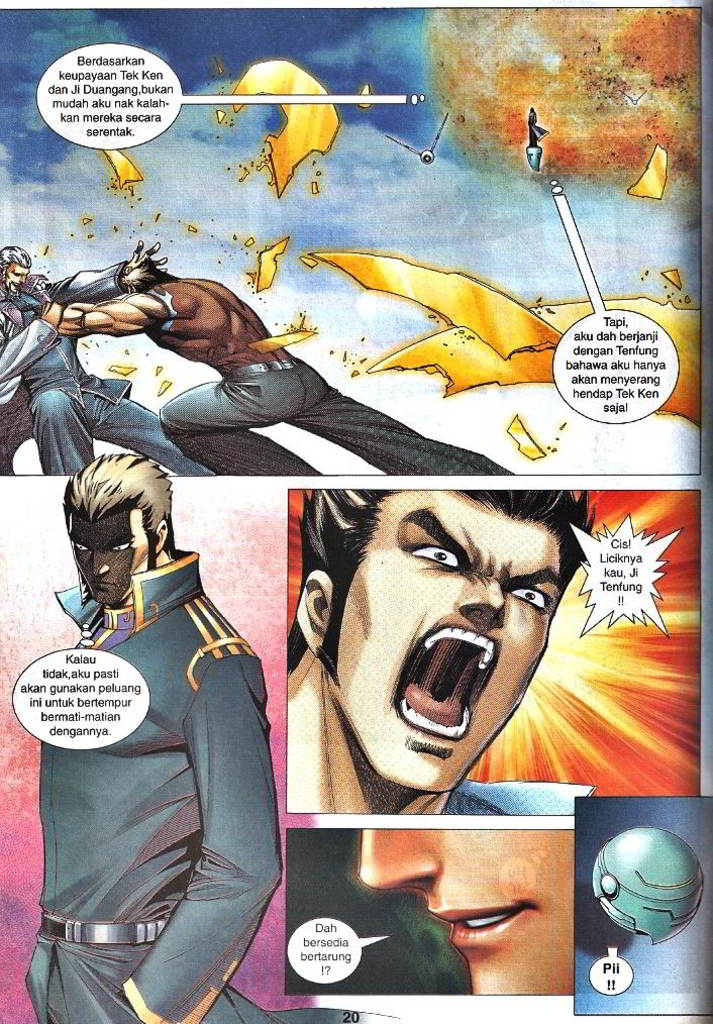 Berdasarkan
keupayaan Tek Ken
dan Ji Duangang,bukan
mudah aku nak kalah-
kan mereka secara
serentak.
Tapi,
aku dah berjanji
dengan Tenfung
bahawa aku hanya
akan menyerang
hendap Tek Ken
saja!
Kalau
tidak,aku pasti
akan gunakan peluang
ini untuk bertempur
bermati-matian
dengannya.
Cis!
Liciknya
kau, Ji
Tenfung
!!
Dah
bersedia
bertarung
!?
Pii
!!
20